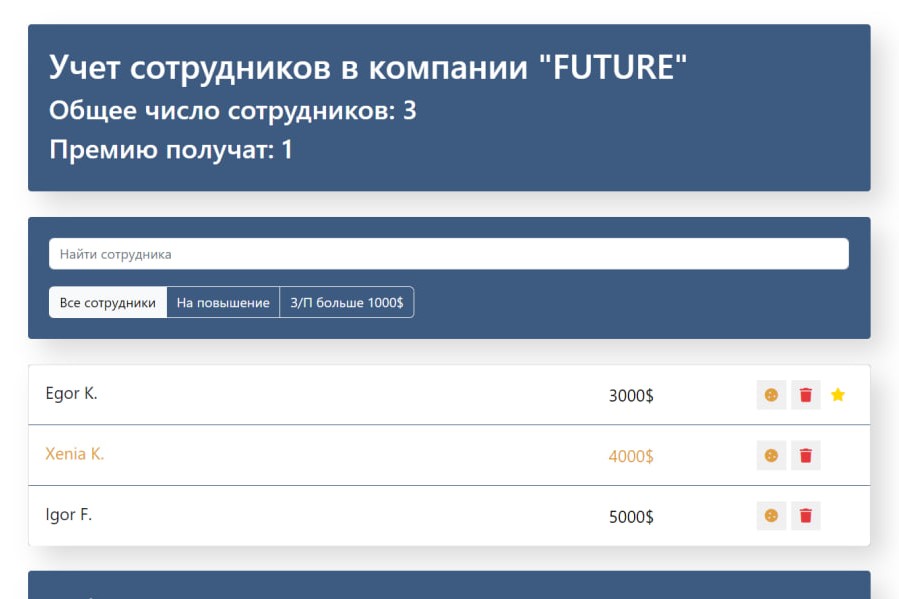 Учет сотрудников в компании "FUTURE"
Общее число сотрудников: 3
Премию получат: 1
Найти сотрудника
Все сотрудники На повышение З/П больше 1000$
Egor K. 3000$
Xenia K. 4000$
Igor F. 5000$